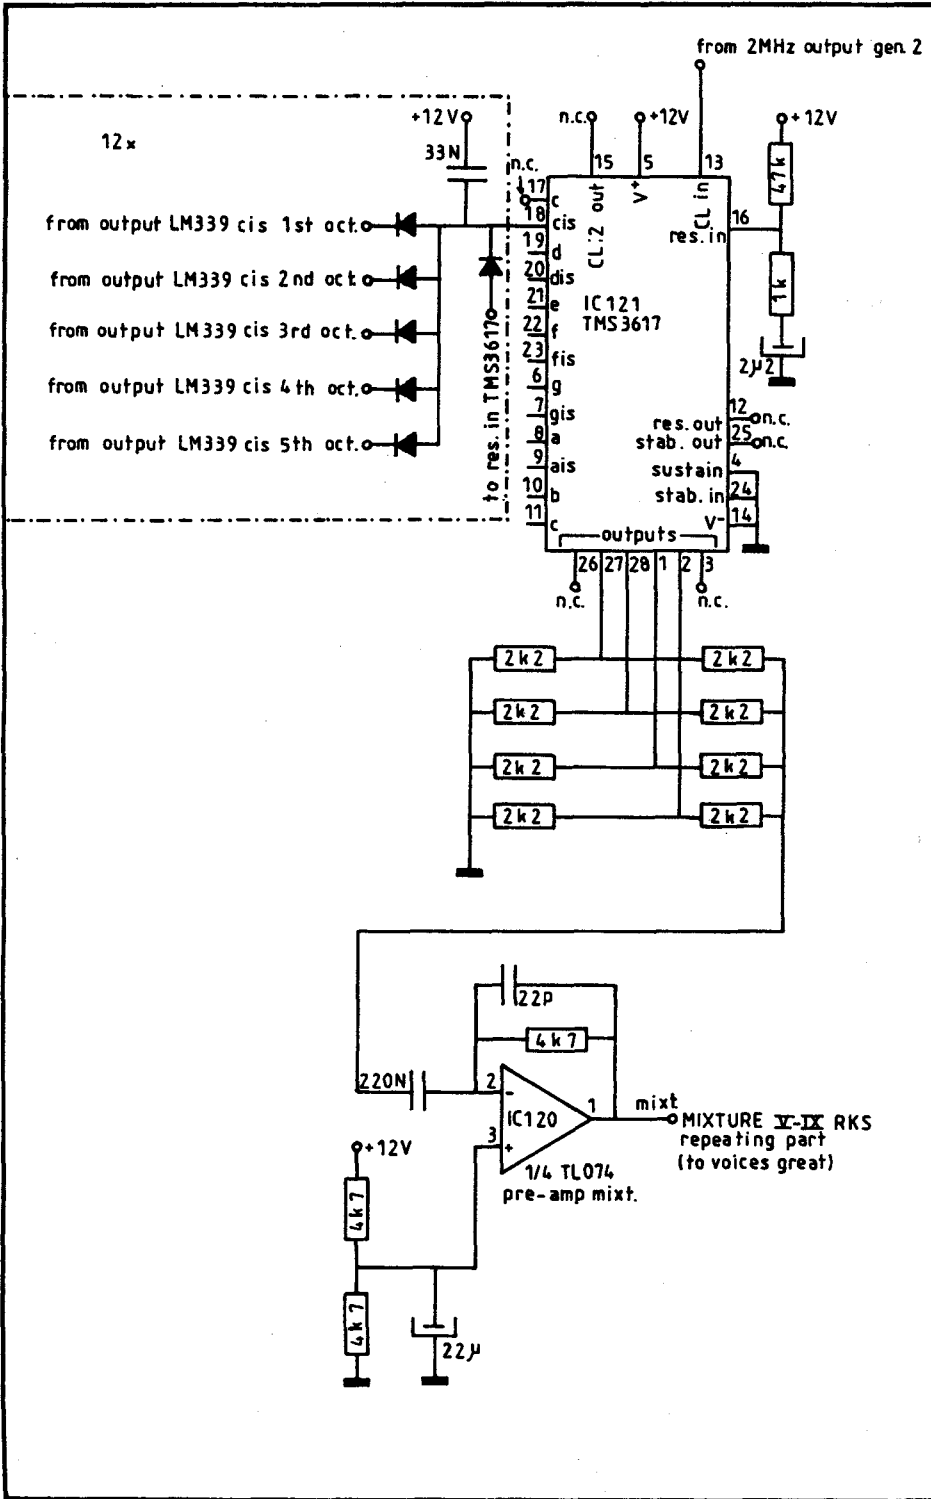 from 2MHz output gen. 2
12x
+12V
33N
n.c.
+12V
+12V
n.c.
15
5
13
47k
17
c
CL:2 out
V+
CL in
16
res. in
from output LM339 cis 1st oct.
18
cis
19
d
1k
from output LM339 cis 2nd oct.
20
dis
from output LM339 cis 3rd oct.
21
e
IC121
TMS3617
22
f
2µ2
23
fis
from output LM339 cis 4th oct.
6
g
7
gis
12
res. out
n.c.
from output LM339 cis 5th oct.
8
a
25
stab. out
n.c.
to res. in TMS3617
9
ais
4
sustain
10
b
24
stab. in
11
c
14
V-
outputs
26
27
28
1
2
3
n.c.
n.c.
2k2
2k2
2k2
2k2
2k2
2k2
2k2
2k2
22p
4k7
220N
2
-
IC120
1
mixt
MIXTURE V-IX RKS
repeating part
(to voices great)
3
+
1/4 TL074
pre-amp mixt.
+12V
4k7
4k7
22µ